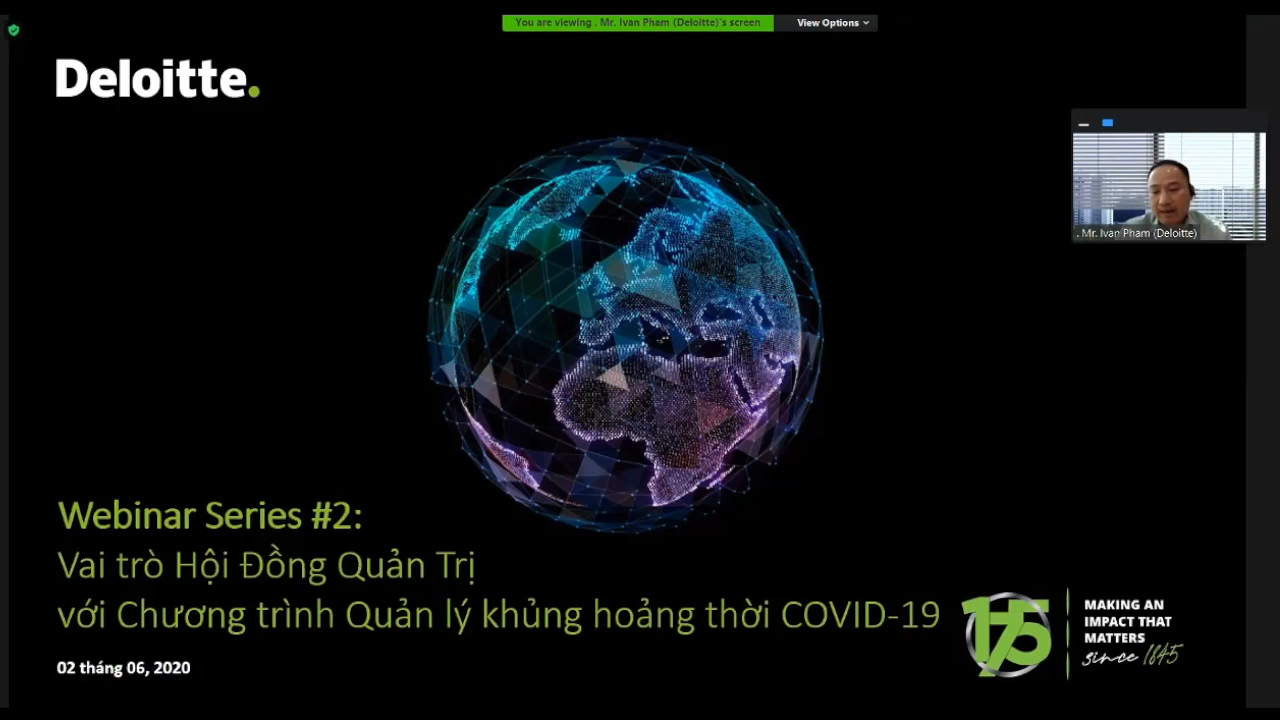 You are viewing . Mr. Ivan Pham (Deloitte)'s screen
View Options
Deloitte.
. Mr. Ivan Pham (Deloitte)
Webinar Series #2:
Vai trò Hội Đồng Quản Trị
với Chương trình Quản lý khủng hoảng thời COVID-19
02 tháng 06, 2020
175
MAKING AN
IMPACT THAT
MATTERS
since 1845